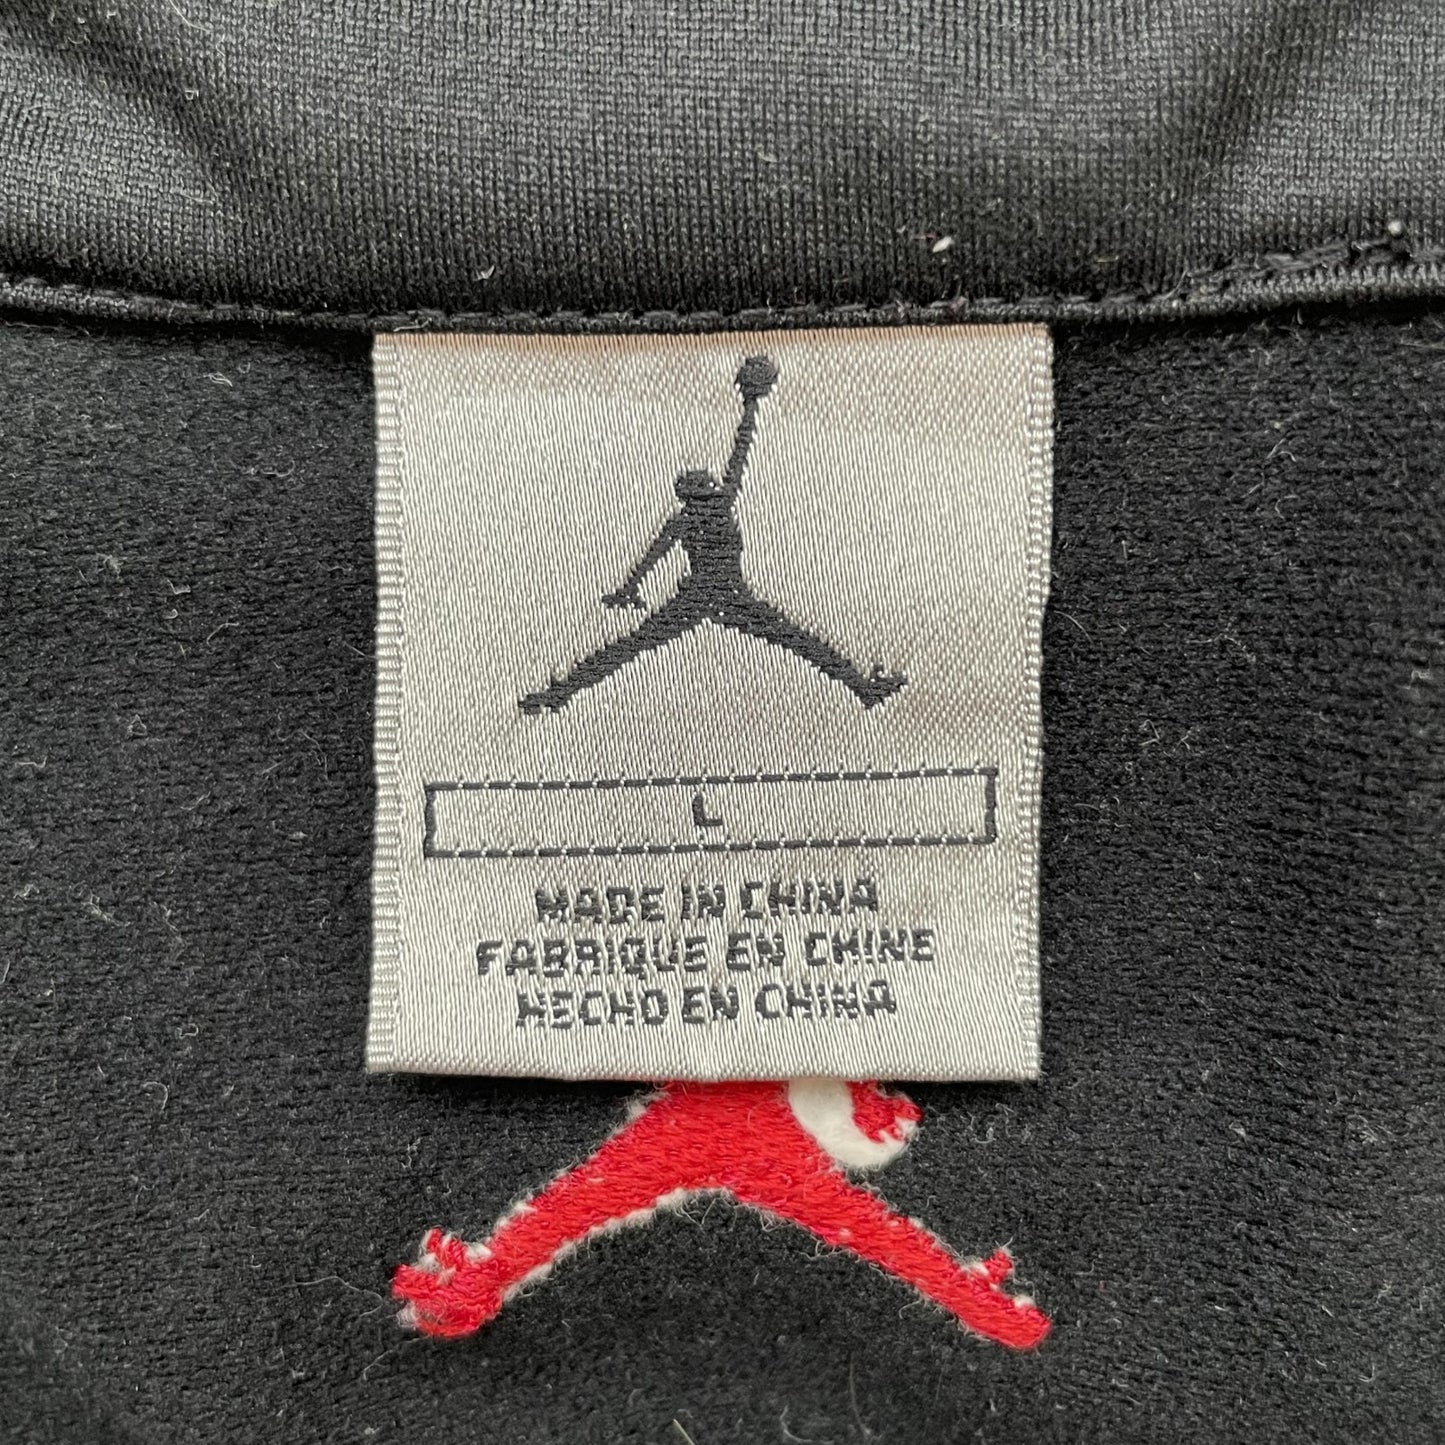 L
MADE IN CHINA
FABRIQUE EN CHINE
HECHO EN CHINA